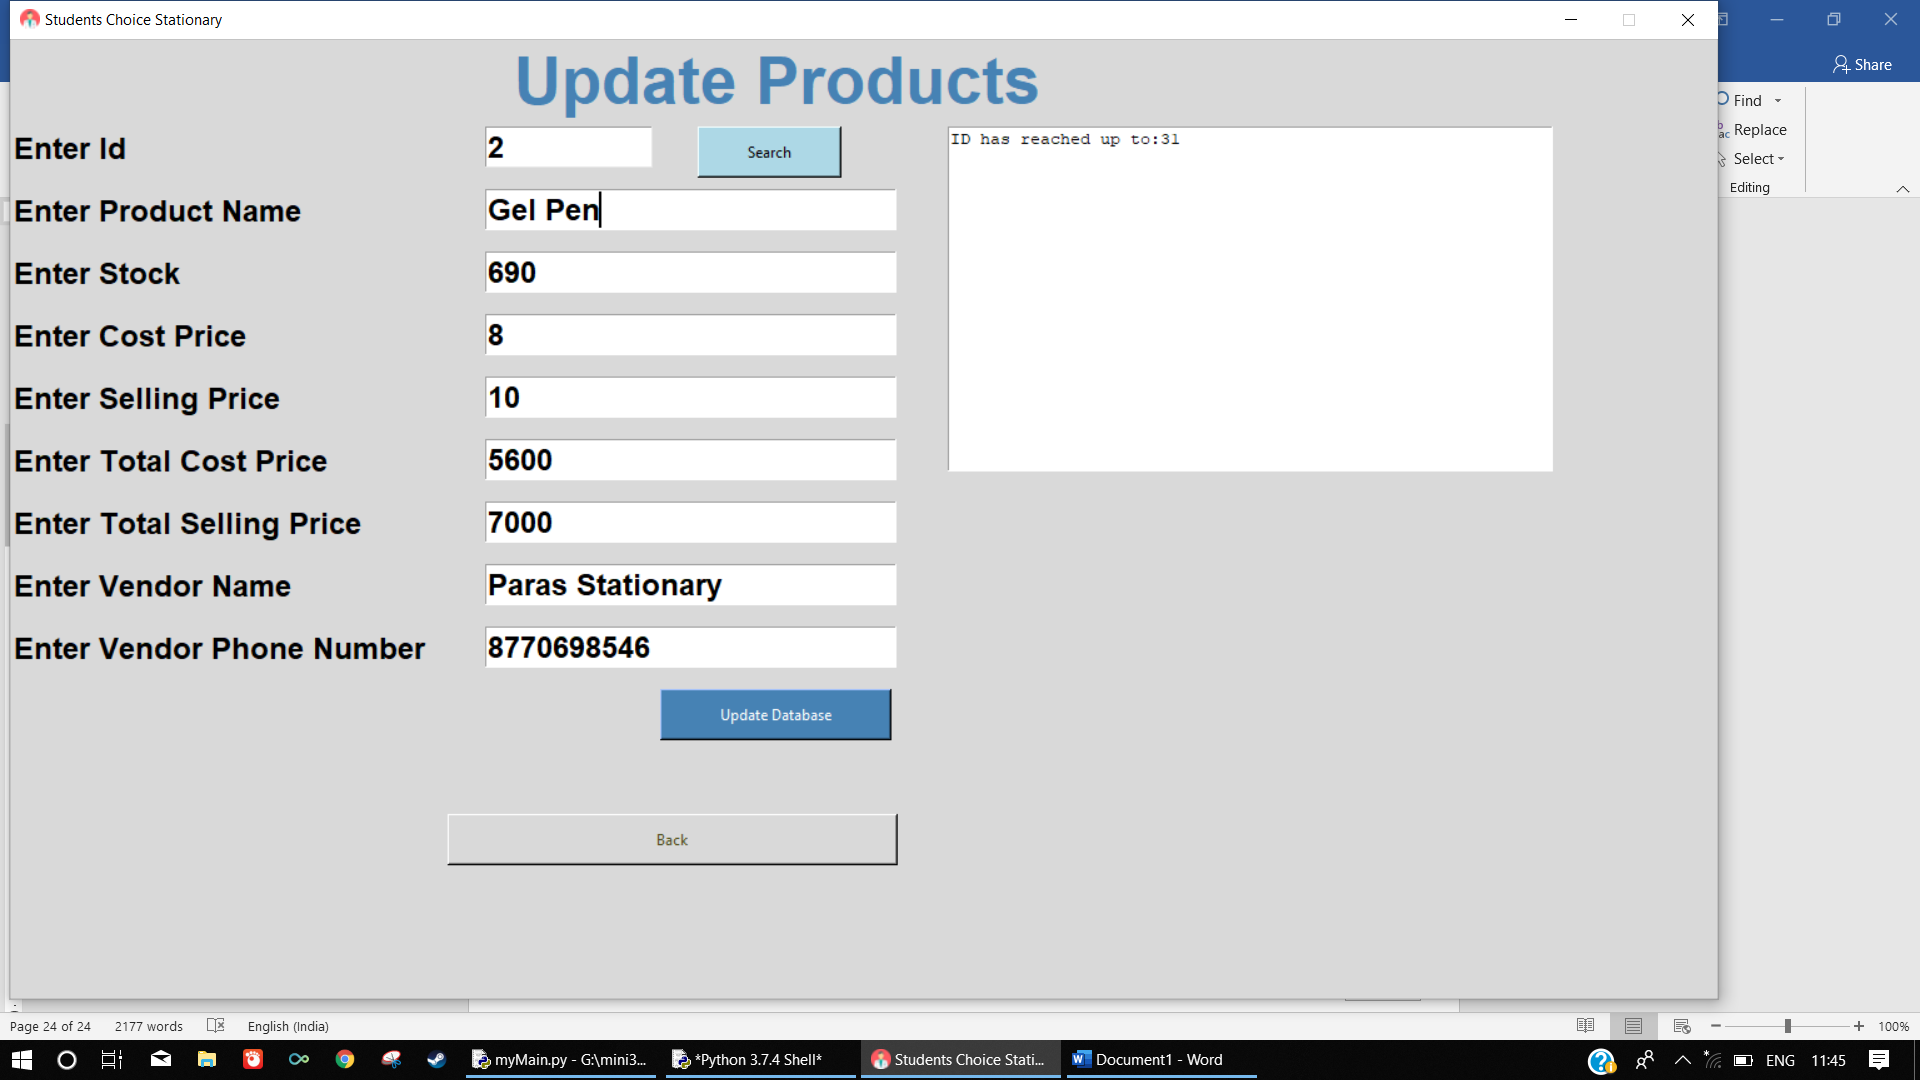 Students Choice Stationary
Share
Update Products
Find
Replace
Select
Editing
Enter Id
2
Search
ID has reached up to:31
Enter Product Name
Gel Pen
Enter Stock
690
Enter Cost Price
8
Enter Selling Price
10
Enter Total Cost Price
5600
Enter Total Selling Price
7000
Enter Vendor Name
Paras Stationary
Enter Vendor Phone Number
8770698546
Update Database
Back
Page 24 of 24
2177 words
English (India)
100%
myMain.py - G:\mini3...
*Python 3.7.4 Shell*
Students Choice Stati...
Document1 - Word
ENG
11:45